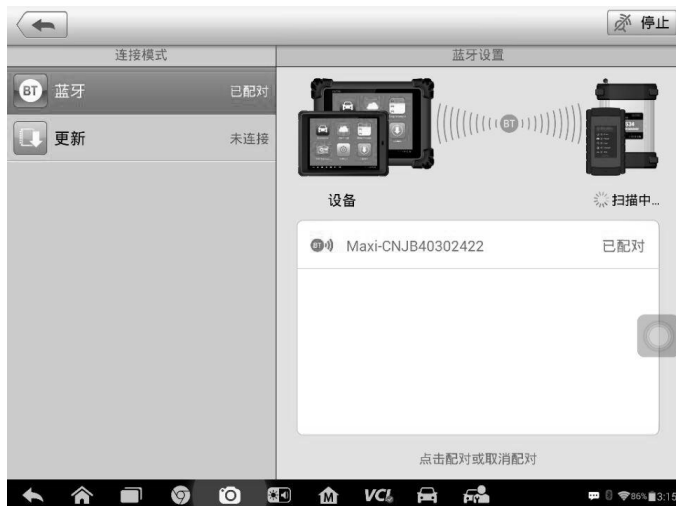 停止
连接模式
蓝牙设置
BT 蓝牙 已配对
更新 未连接
BT
设备
扫描中...
BT Maxi-CNJB40302422 已配对
点击配对或取消配对
M VCI 86% 3:15